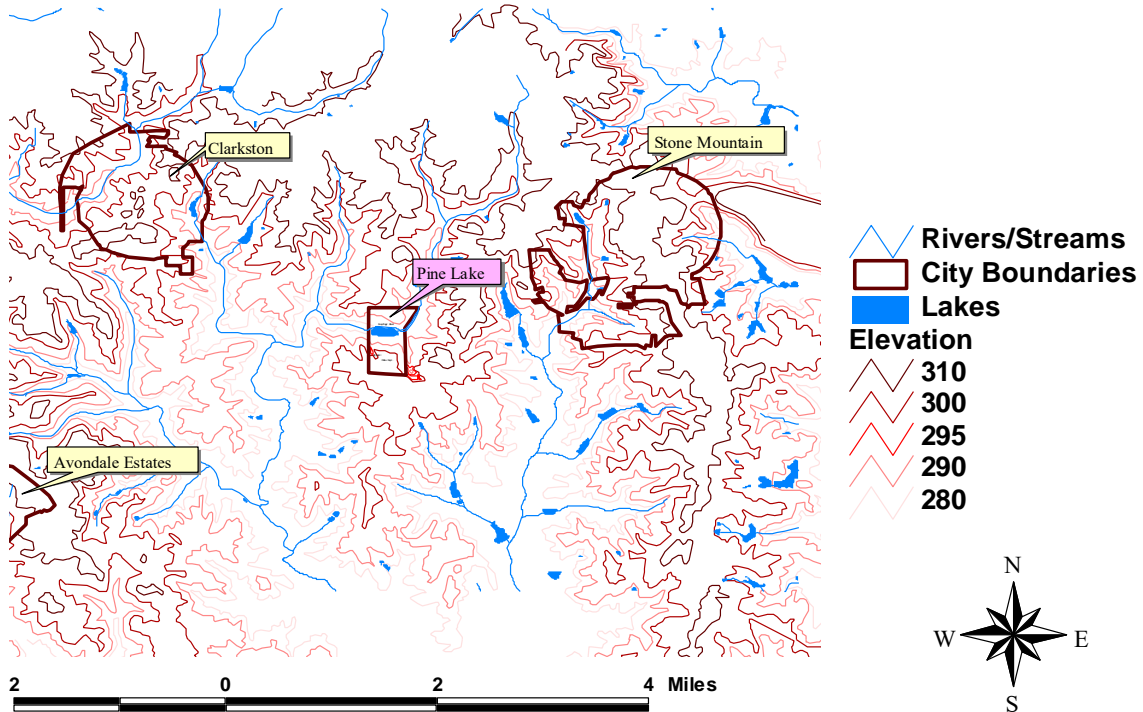 Clarkston
Stone Mountain
Pine Lake
Avondale Estates
Rivers/Streams
City Boundaries
Lakes
Elevation
310
300
295
290
280
N
W E
S
2 0 2 4 Miles